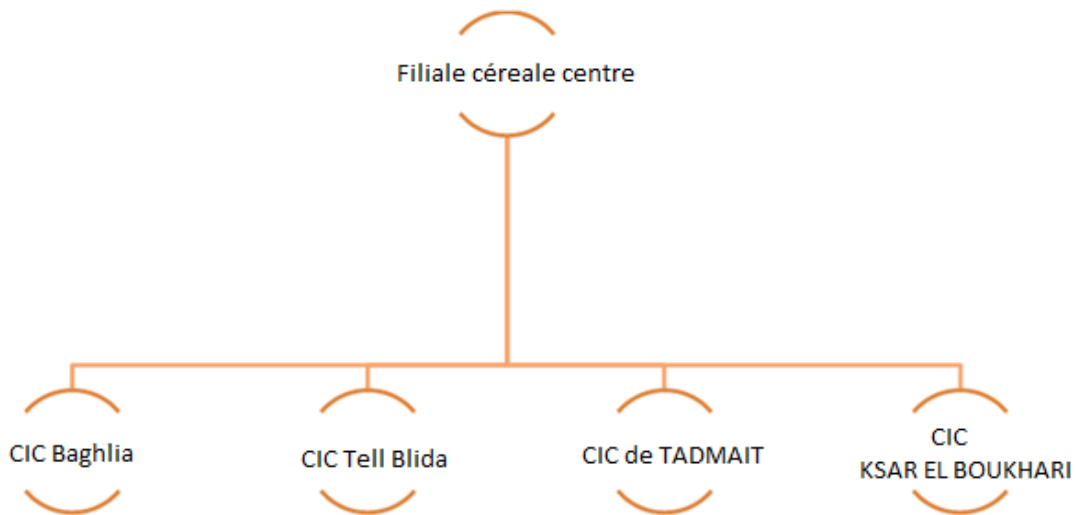 Filiale céreale centre
CIC Baghlia
CIC Tell Blida
CIC de TADMAIT
CIC
KSAR EL BOUKHARI